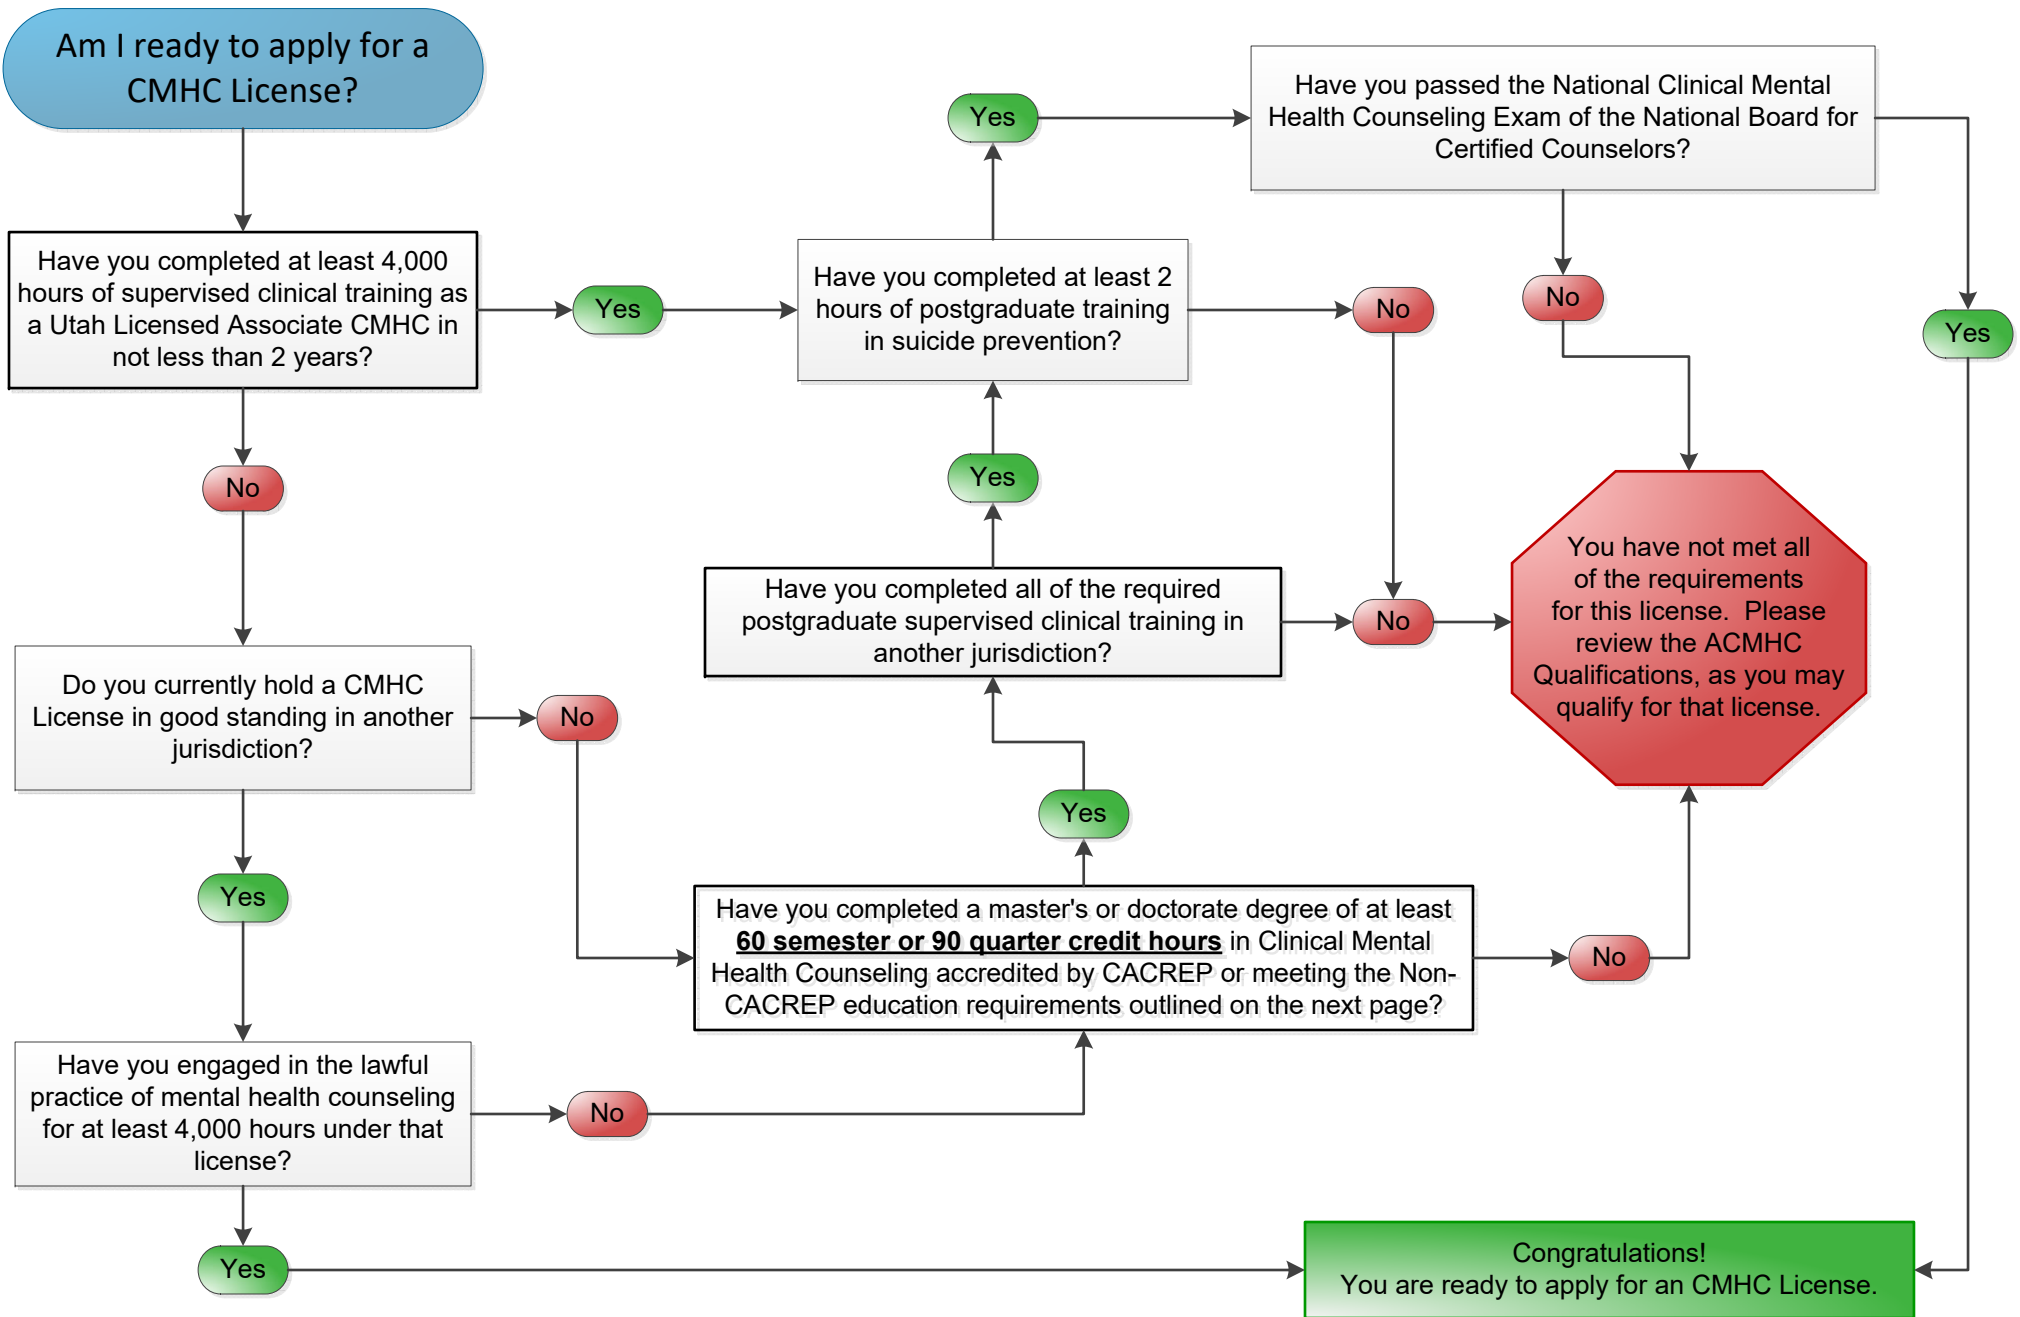 Am I ready to apply for a
CMHC License?
Have you completed at least 4,000
hours of supervised clinical training as
a Utah Licensed Associate CMHC in
not less than 2 years?
Yes
No
Have you completed at least 2
hours of postgraduate training
in suicide prevention?
Yes
No
Have you passed the National Clinical Mental
Health Counseling Exam of the National Board for
Certified Counselors?
No
Yes
Do you currently hold a CMHC
License in good standing in another
jurisdiction?
No
Yes
Have you completed all of the required
postgraduate supervised clinical training in
another jurisdiction?
Yes
No
You have not met all
of the requirements
for this license.  Please
review the ACMHC
Qualifications, as you may
qualify for that license.
Have you completed a master's or doctorate degree of at least
60 semester or 90 quarter credit hours in Clinical Mental
Health Counseling accredited by CACREP or meeting the Non-
CACREP education requirements outlined on the next page?
Yes
No
Have you engaged in the lawful
practice of mental health counseling
for at least 4,000 hours under that
license?
No
Yes
Congratulations!
You are ready to apply for an CMHC License.